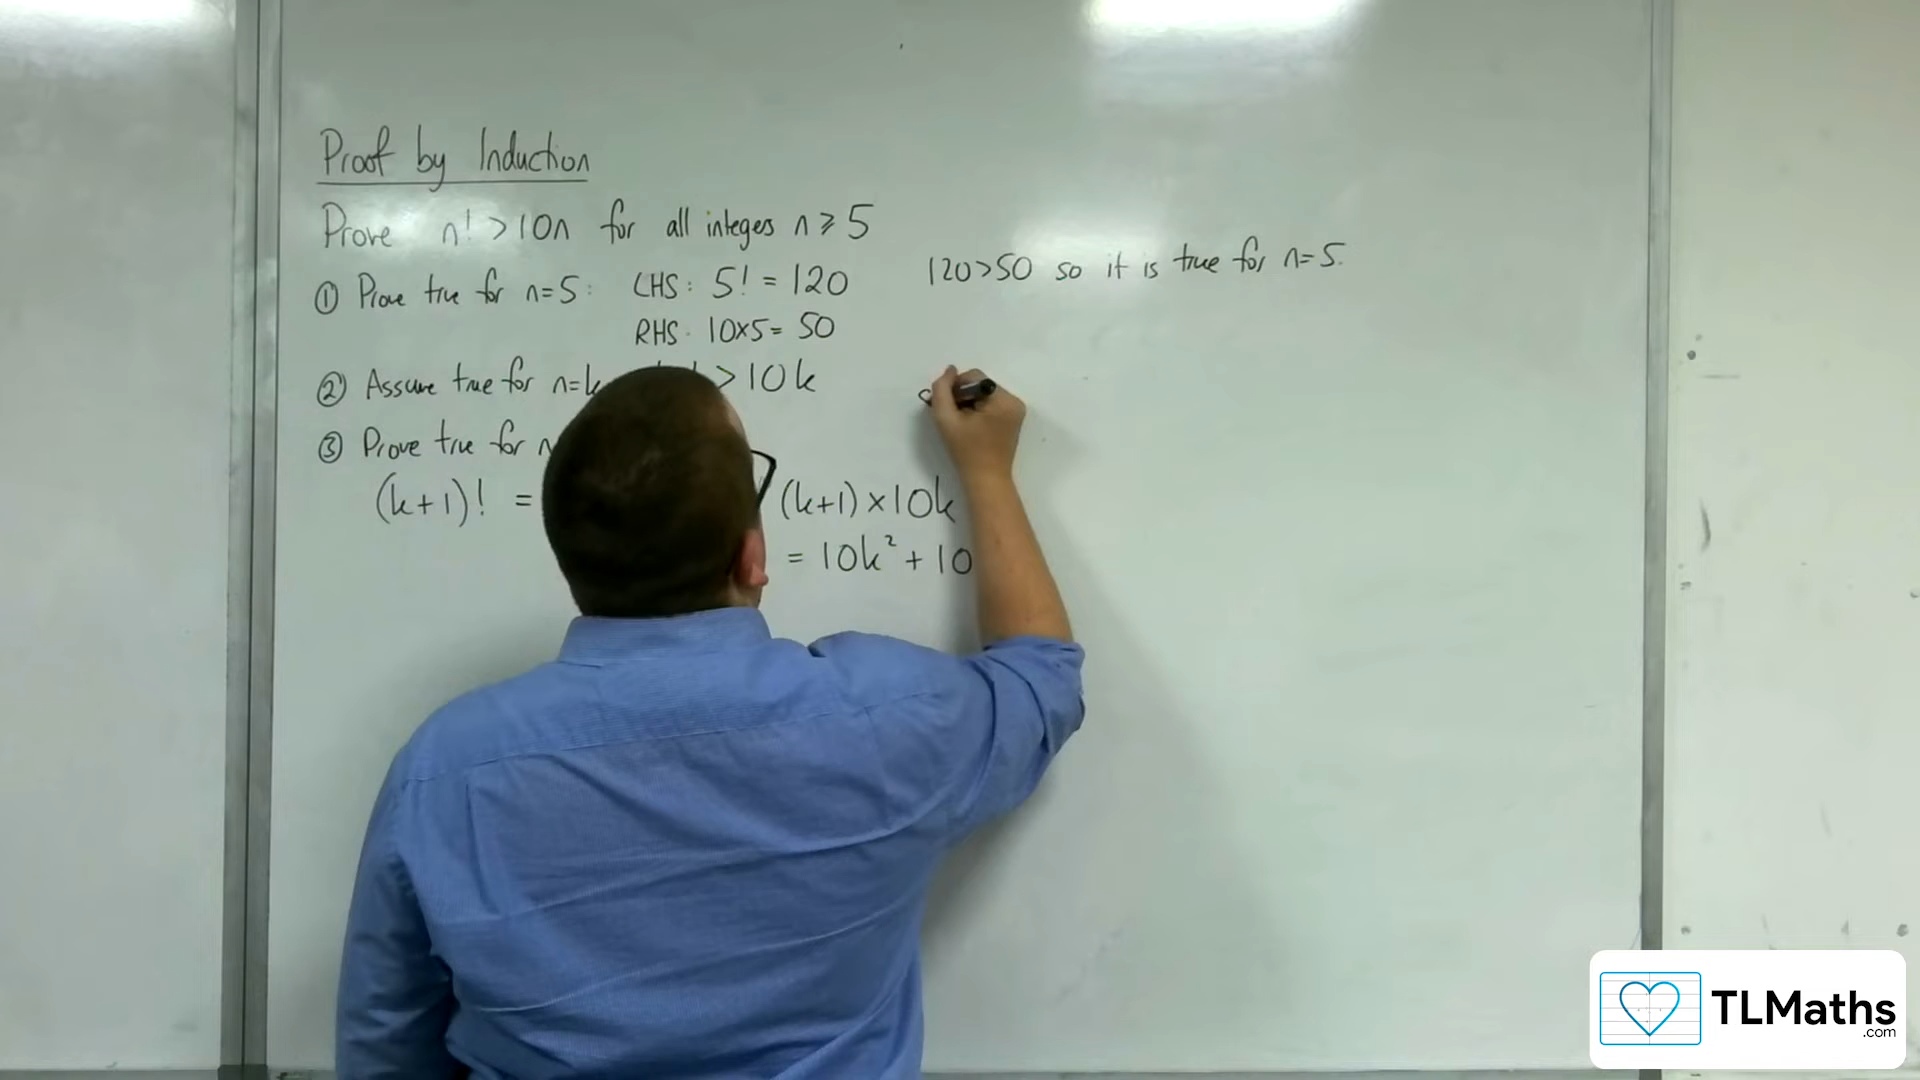 Proof by Induction
Prove n! > 10n for all integers n ≥ 5
① Prove true for n=5: LHS: 5! = 120
120>50 so it is true for n=5.
RHS: 10×5= 50
② Assume true for n=k > 10k
③ Prove true for n
(k+1)! = (k+1) × 10k
= 10k² + 10
TLMaths
.com